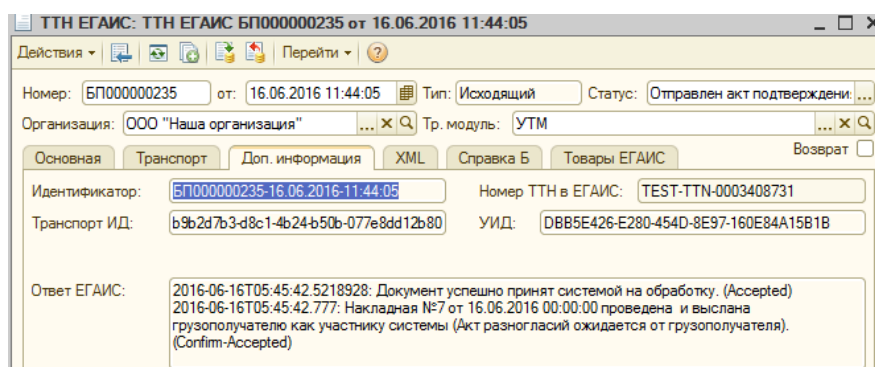 ТТН ЕГАИС: ТТН ЕГАИС БП000000235 от 16.06.2016 11:44:05
Действия Перейти
Номер: БП000000235 от: 16.06.2016 11:44:05 Тип: Исходящий Статус: Отправлен акт подтверждени: ...
Организация: ООО "Наша организация" ... Тр. модуль: УТМ ...
Основная Транспорт Доп. информация XML Справка Б Товары ЕГАИС Возврат
Идентификатор: БП000000235-16.06.2016-11:44:05 Номер ТТН в ЕГАИС: TEST-TTN-0003408731
Транспорт ИД: b9b2d7b3-d8c1-4b24-b50b-077e8dd12b80 УИД: DBB5E426-E280-454D-8E97-160E84A15B1B
Ответ ЕГАИС: 2016-06-16T05:45:42.5218928: Документ успешно принят системой на обработку. (Accepted)
2016-06-16T05:45:42.777: Накладная №7 от 16.06.2016 00:00:00 проведена и выслана
грузополучателю как участнику системы (Акт разногласий ожидается от грузополучателя).
(Confirm-Accepted)